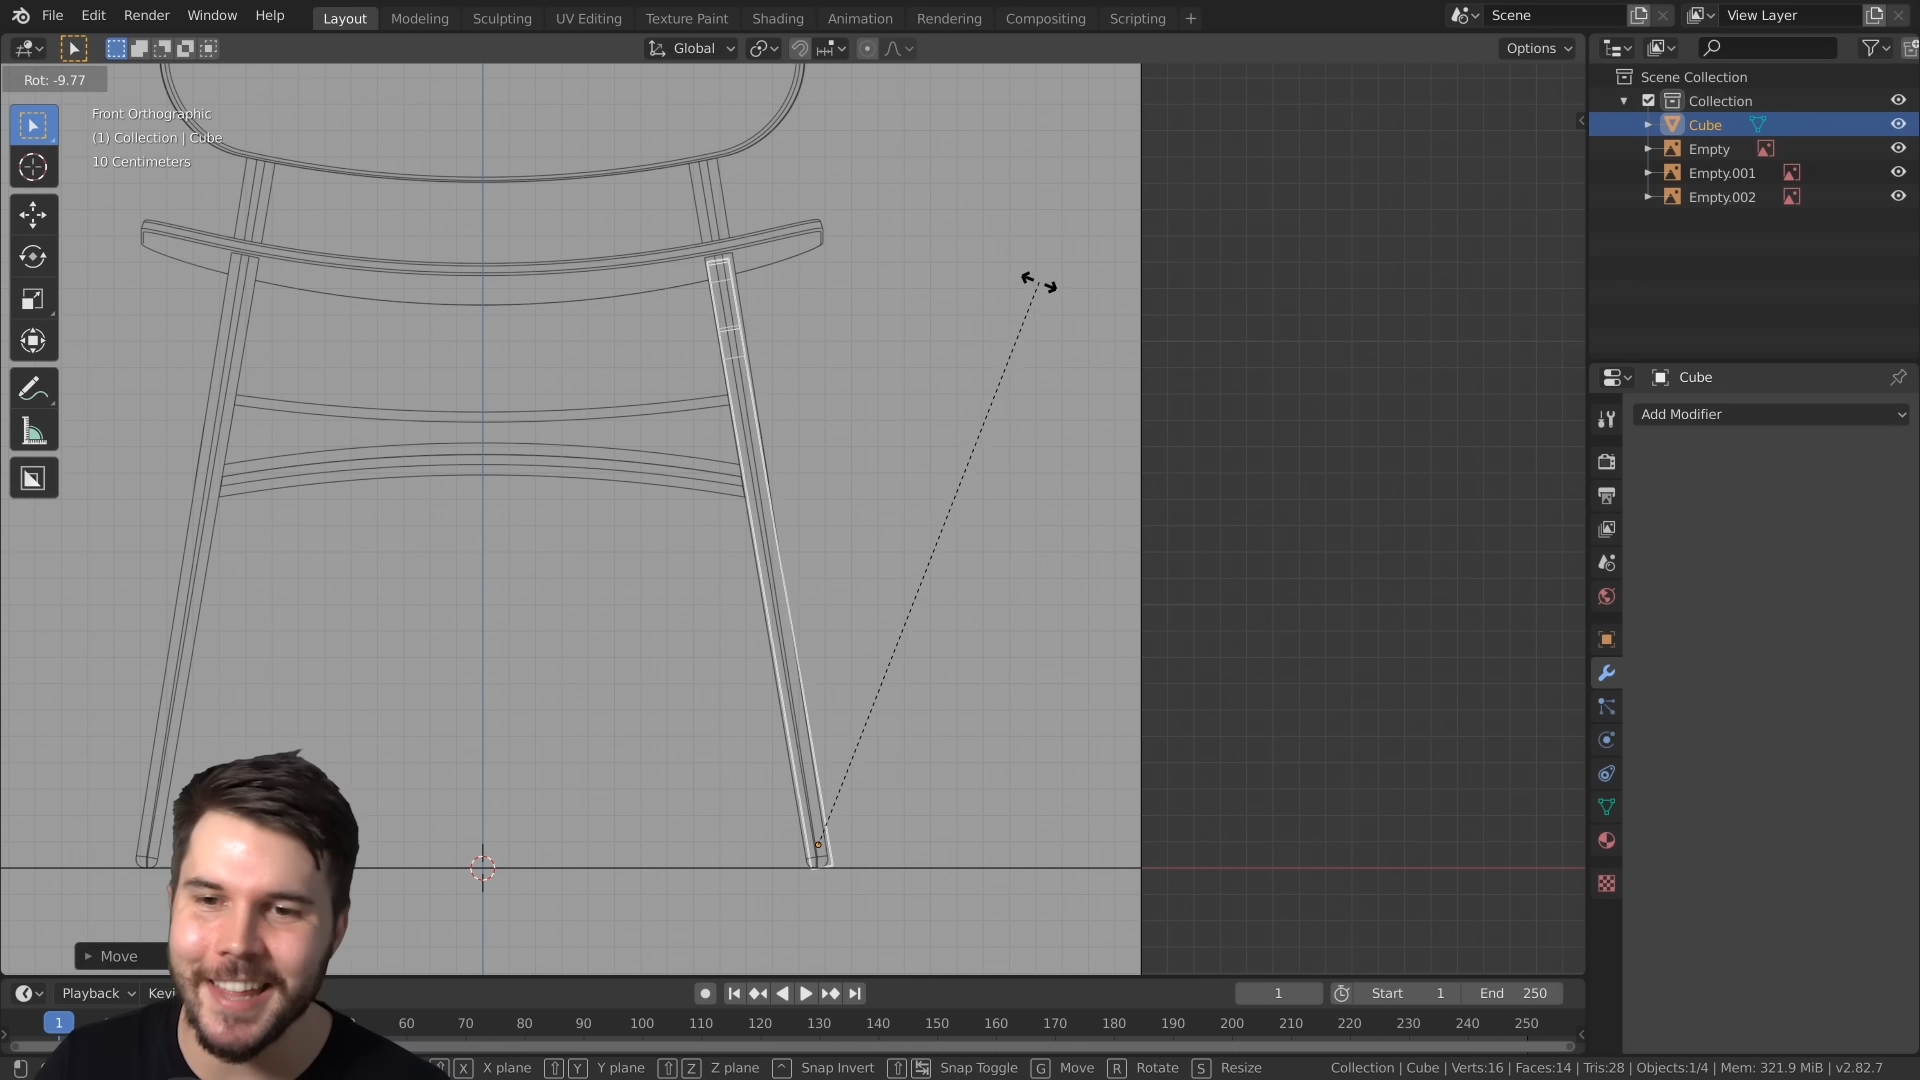 File Edit Render Window Help Layout Modeling Sculpting UV Editing Texture Paint Shading Animation Rendering Compositing Scripting + Scene View Layer
Global Options
Rot: -9.77
Front Orthographic
(1) Collection | Cube
10 Centimeters
Scene Collection
Collection
Cube
Empty
Empty.001
Empty.002
Cube
Add Modifier
Move
Playback Keyi 1 Start 1 End 250
1 60 70 80 90 100 110 120 130 140 150 160 170 180 190 200 210 220 230 240 250
X X plane Y Y plane Z Z plane ^ Snap Invert Snap Toggle G Move R Rotate S Resize Collection | Cube | Verts:16 | Faces:14 | Tris:28 | Objects:1/4 | Mem: 321.9 MiB | v2.82.7